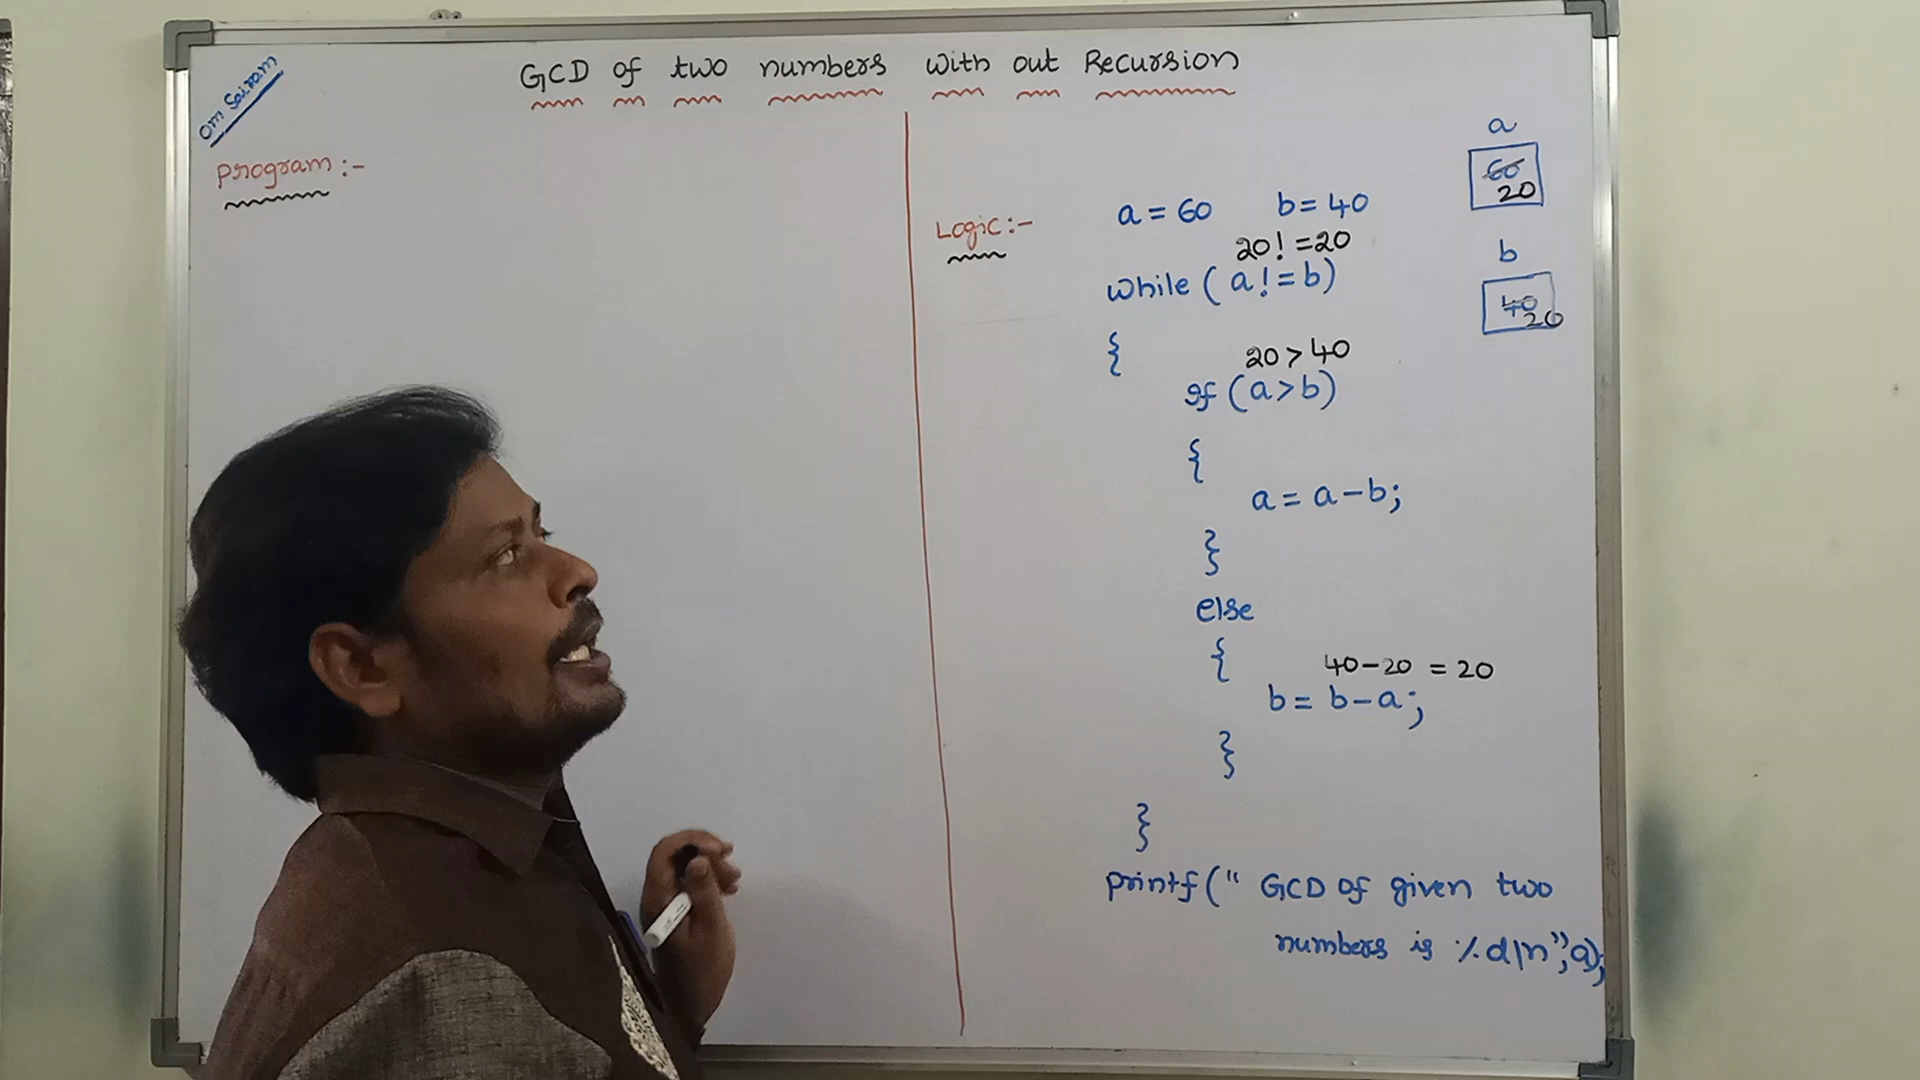 Om Sairam
GCD of two numbers with out Recursion
Program :-
Logic :-
a = 60 b = 40
20! = 20
while ( a! = b)
{
20 > 40
if (a > b)
{
a = a - b;
}
else
{
40 - 20 = 20
b = b - a;
}
}
printf (" GCD of given two
numbers is %d\n", a);
a
60
20
b
40
20